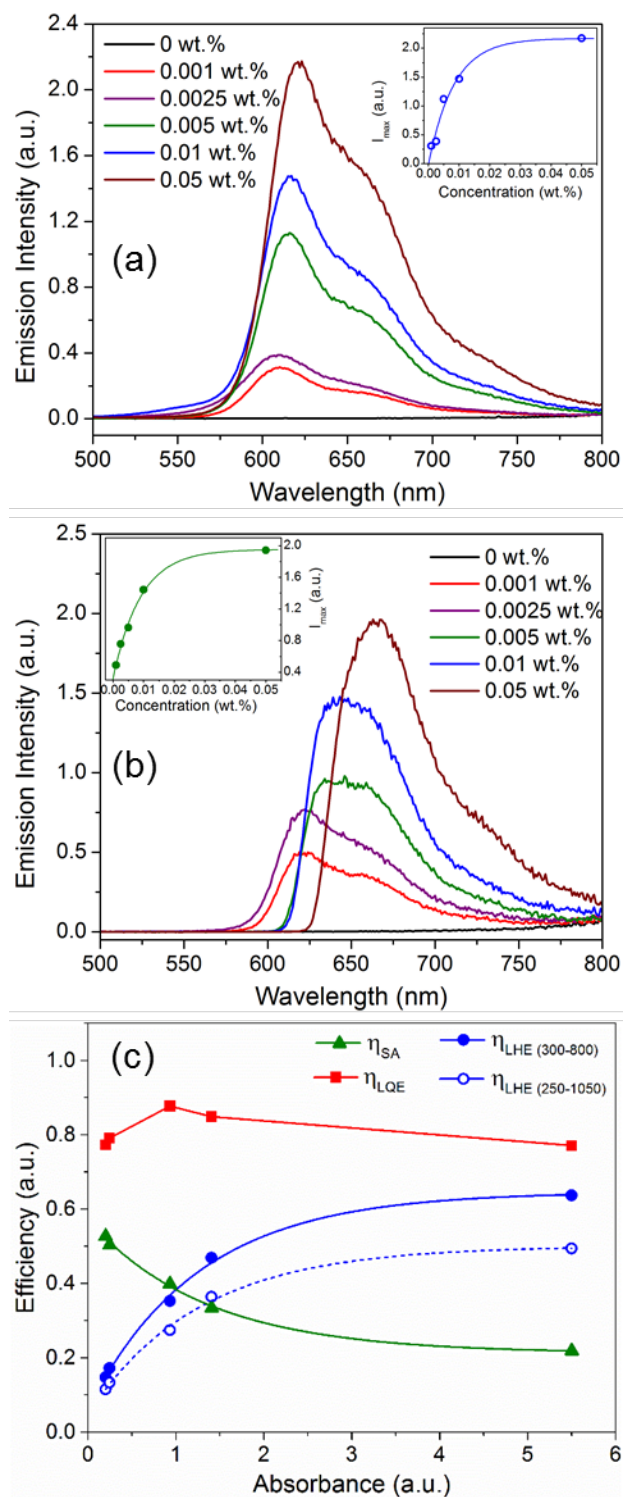 0 wt.%
0.001 wt.%
0.0025 wt.%
0.005 wt.%
0.01 wt.%
0.05 wt.%
(a)
Emission Intensity (a.u.)
2.4
2.0
1.6
1.2
0.8
0.4
0.0
500 550 600 650 700 750 800
Wavelength (nm)
I_max (a.u.)
2.0
1.5
1.0
0.5
0.0
0.00 0.01 0.02 0.03 0.04 0.05
Concentration (wt.%)
(b)
Emission Intensity (a.u.)
2.5
2.0
1.5
1.0
0.5
0.0
500 550 600 650 700 750 800
Wavelength (nm)
I_max (a.u.)
2.0
1.6
1.2
0.8
0.4
0.00 0.01 0.02 0.03 0.04 0.05
Concentration (wt.%)
0 wt.%
0.001 wt.%
0.0025 wt.%
0.005 wt.%
0.01 wt.%
0.05 wt.%
(c)
η_SA
η_LQE
η_LHE (300-800)
η_LHE (250-1050)
Efficiency (a.u.)
1.0
0.8
0.6
0.4
0.2
0.0
0 1 2 3 4 5 6
Absorbance (a.u.)